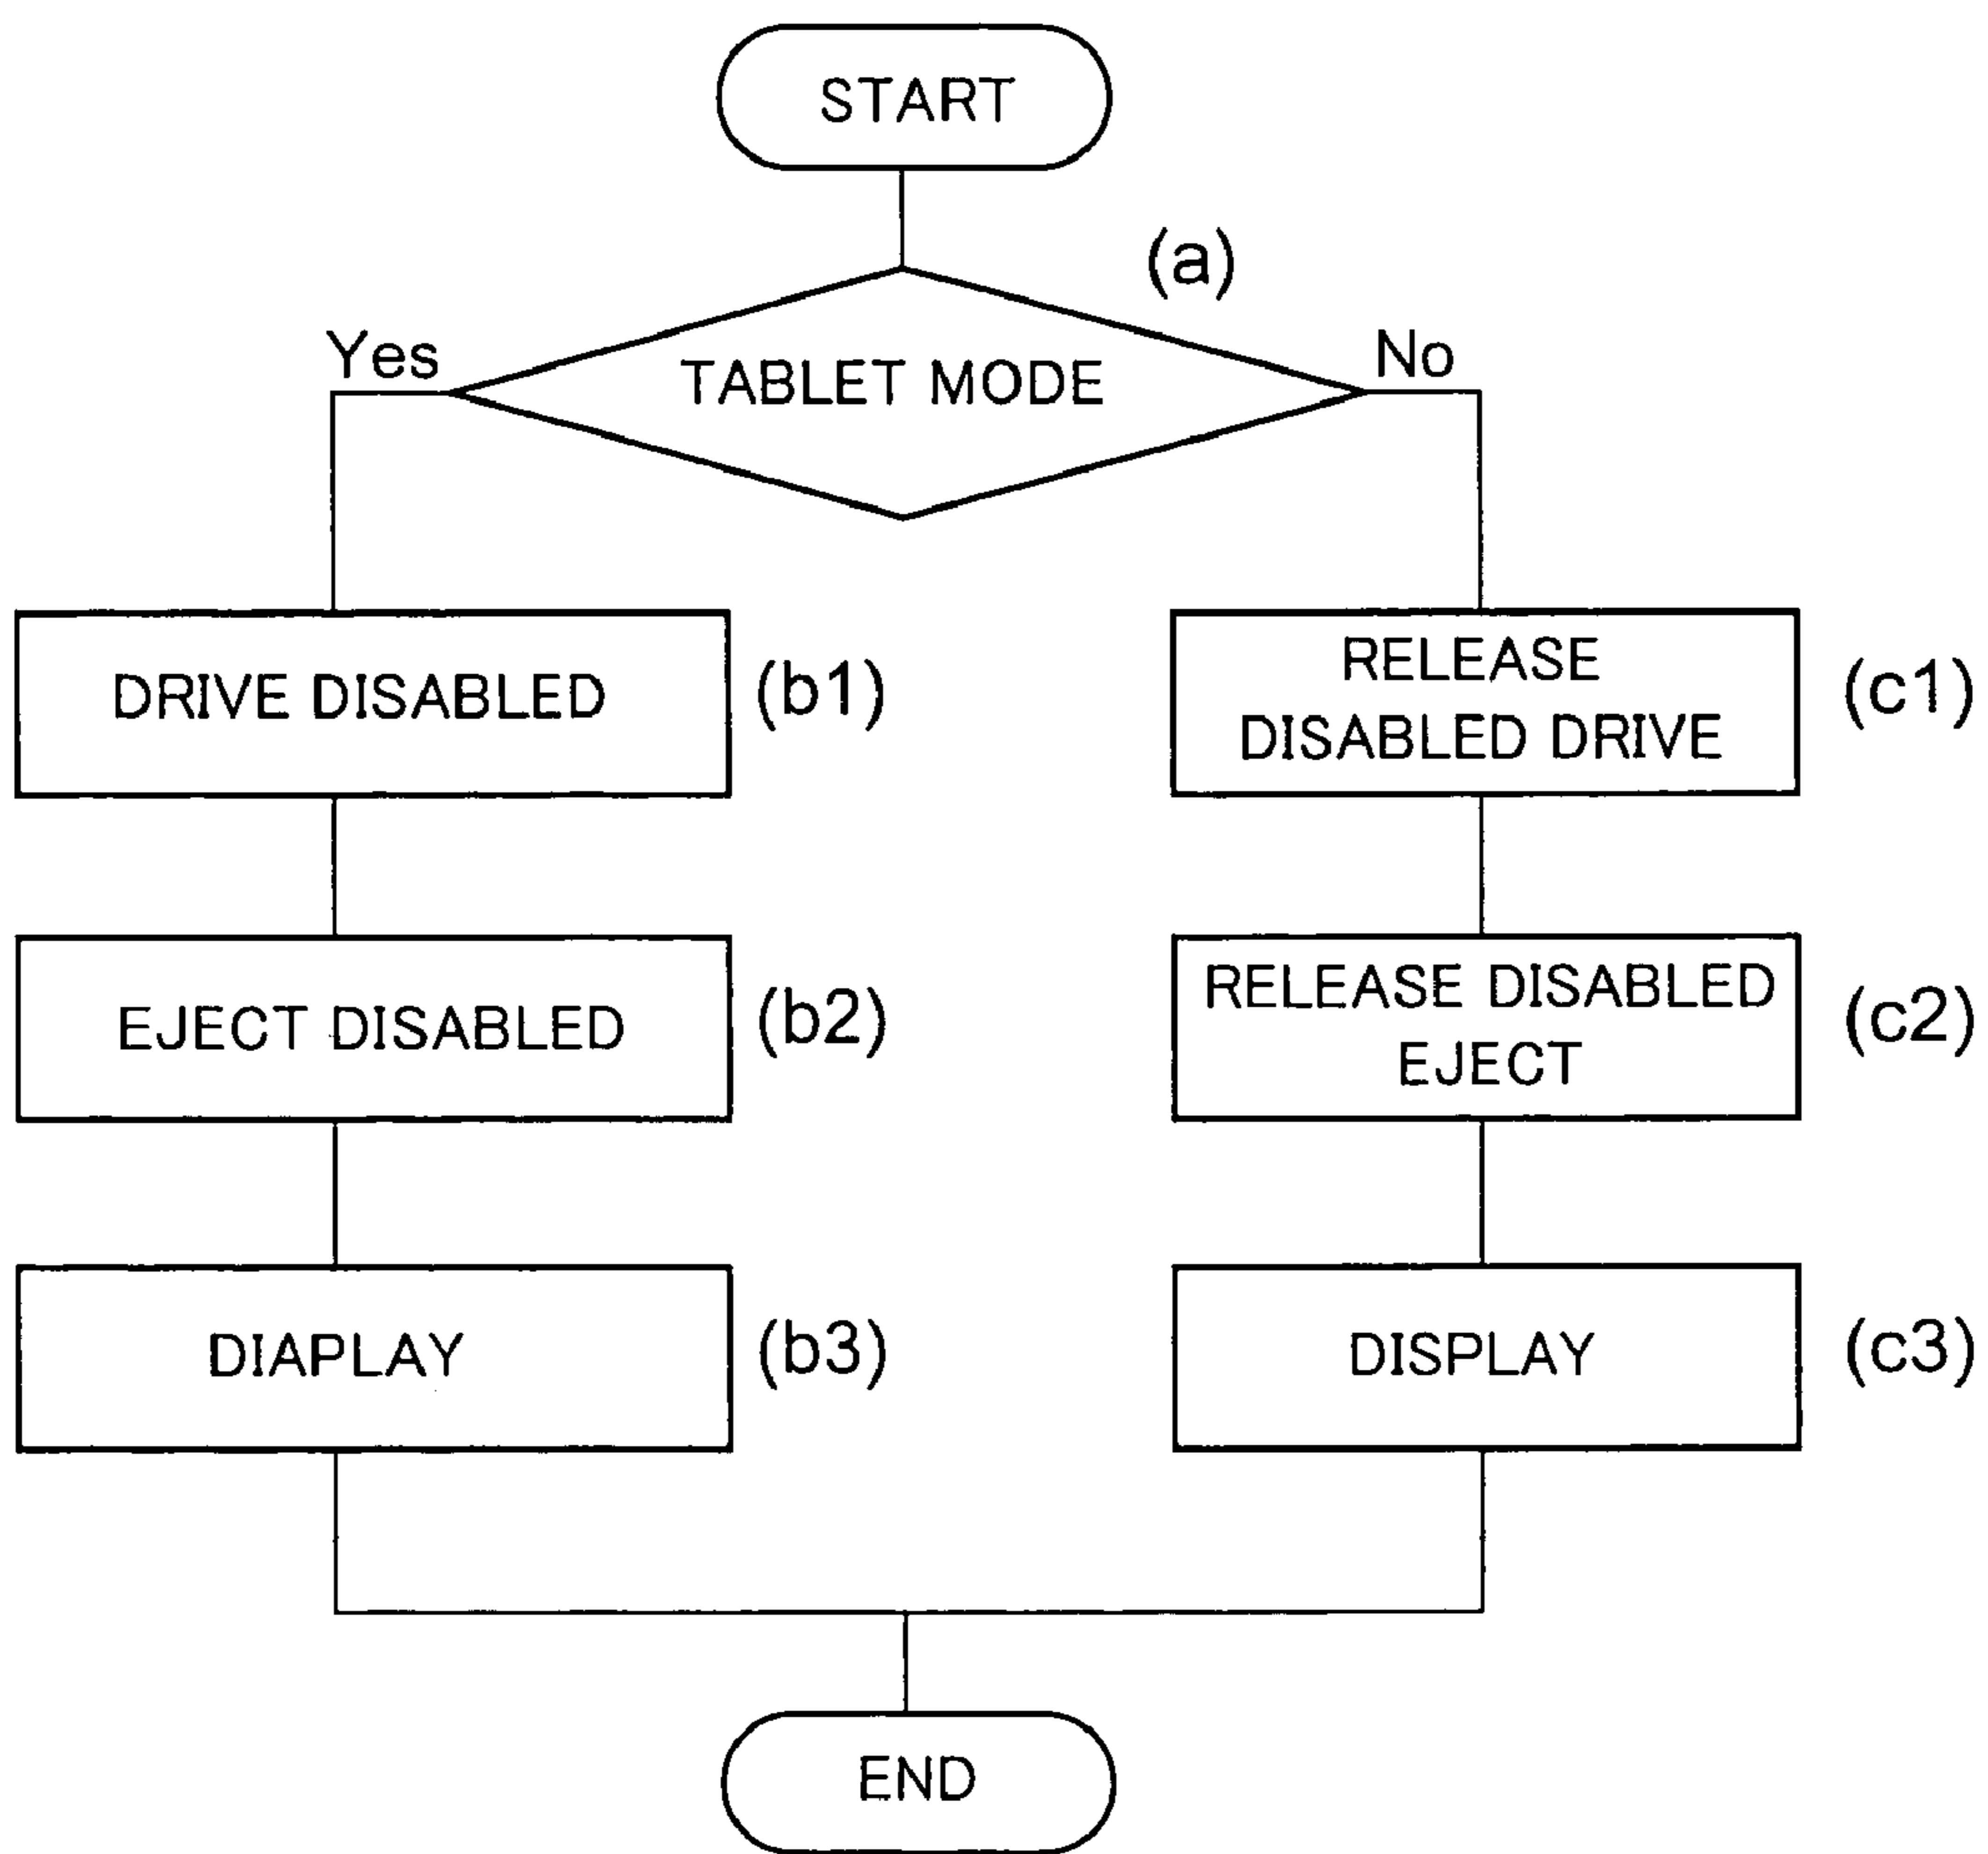 START
(a)
Yes
TABLET MODE
No
DRIVE DISABLED
(b1)
RELEASE
DISABLED DRIVE
(c1)
EJECT DISABLED
(b2)
RELEASE DISABLED
EJECT
(c2)
DIAPLAY
(b3)
DISPLAY
(c3)
END